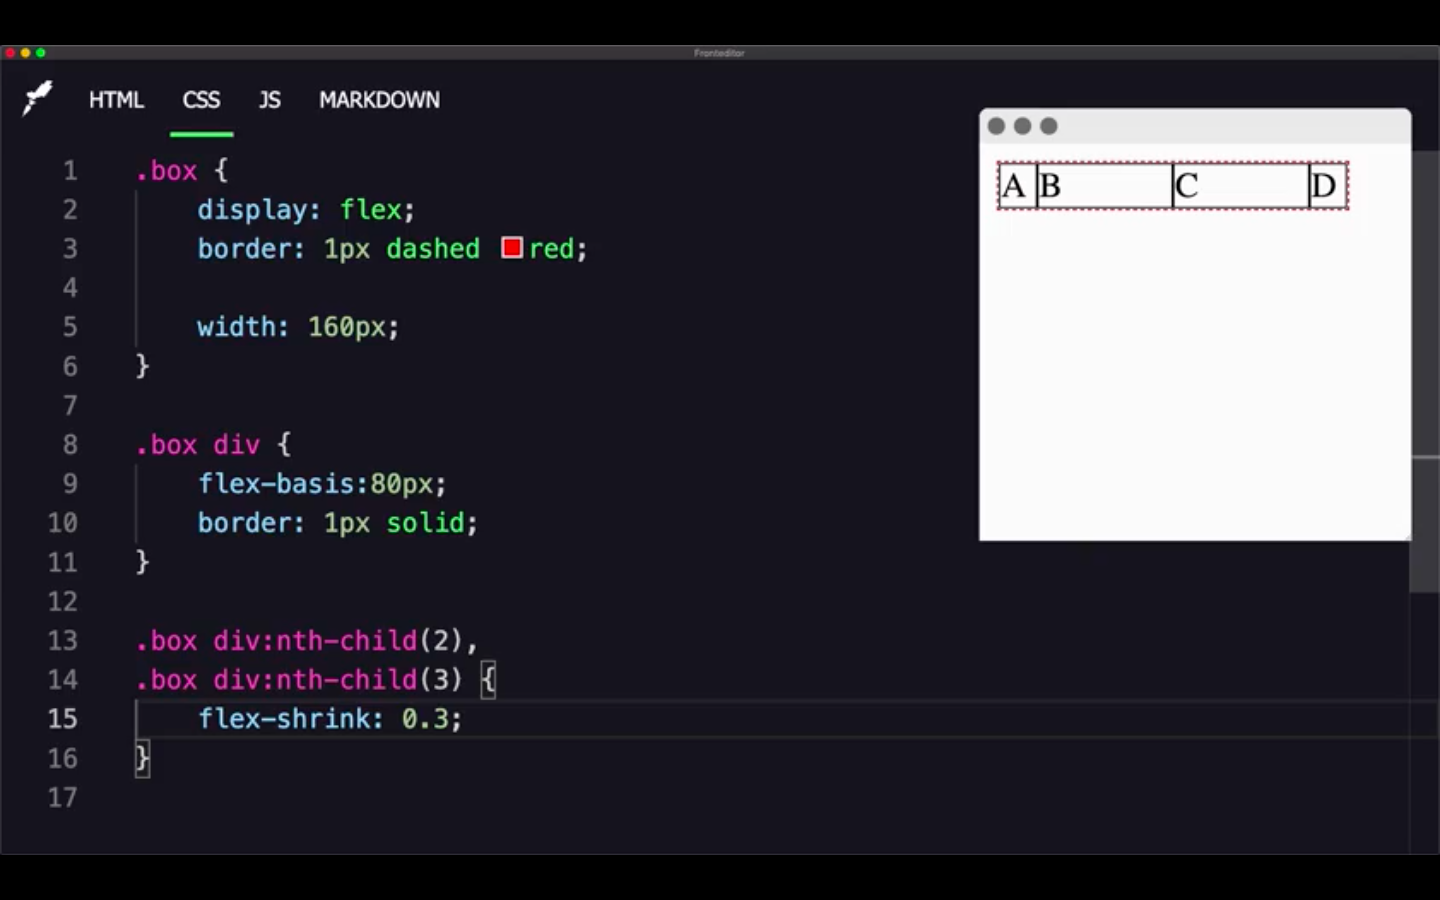 Fronteditor
HTML CSS JS MARKDOWN
1 .box {
2 display: flex;
3 border: 1px dashed red;
4
5 width: 160px;
6 }
7
8 .box div {
9 flex-basis:80px;
10 border: 1px solid;
11 }
12
13 .box div:nth-child(2),
14 .box div:nth-child(3) {
15 flex-shrink: 0.3;
16 }
17
A B C D